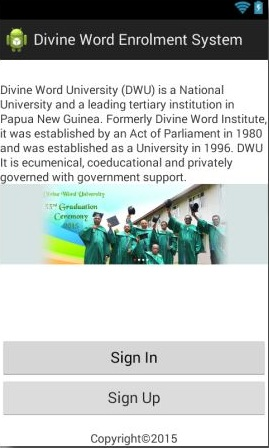 Divine Word Enrolment System
Divine Word University (DWU) is a National
University and a leading tertiary institution in
Papua New Guinea. Formerly Divine Word Institute,
it was established by an Act of Parliament in 1980
and was established as a University in 1996. DWU
It is ecumenical, coeducational and privately
governed with government support.
Divine Word University
33rd Graduation
Ceremony
2015
Sign In
Sign Up
Copyright©2015